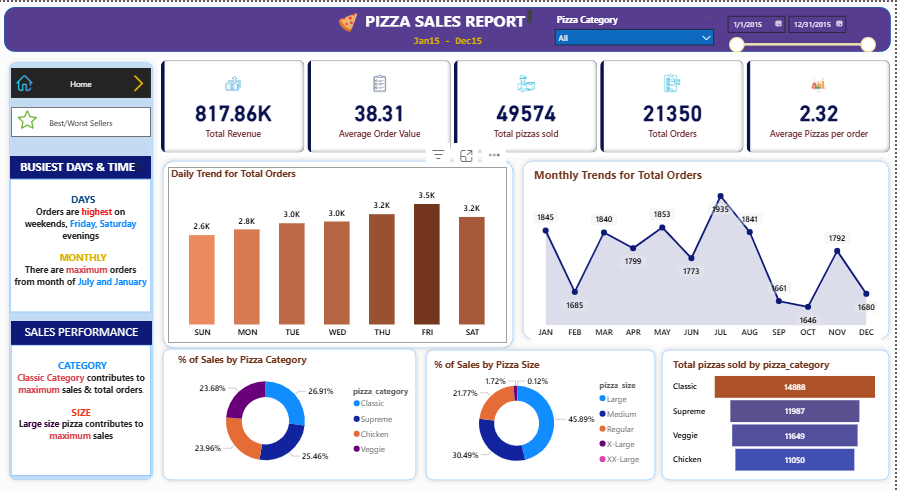 PIZZA SALES REPORT
Jan15 - Dec15
Pizza Category
All
1/1/2015
12/31/2015
Home
Best/Worst Sellers
817.86K
Total Revenue
38.31
Average Order Value
49574
Total pizzas sold
21350
Total Orders
2.32
Average Pizzas per order
BUSIEST DAYS & TIME
DAYS
Orders are highest on
weekends, Friday, Saturday
evenings
MONTHLY
There are maximum orders
from month of July and January
SALES PERFORMANCE
CATEGORY
Classic Category contributes to
maximum sales & total orders.
SIZE
Large size pizza contributes to
maximum sales
Daily Trend for Total Orders
2.6K
2.8K
3.0K
3.0K
3.2K
3.5K
3.2K
SUN
MON
TUE
WED
THU
FRI
SAT
Monthly Trends for Total Orders
1845
1685
1840
1799
1853
1773
1935
1841
1661
1646
1792
1680
JAN
FEB
MAR
APR
MAY
JUN
JUL
AUG
SEP
OCT
NOV
DEC
% of Sales by Pizza Category
23.68%
26.91%
23.96%
25.46%
pizza_category
Classic
Supreme
Chicken
Veggie
% of Sales by Pizza Size
1.72%
0.12%
21.77%
45.89%
30.49%
pizza_size
Large
Medium
Regular
X-Large
XX-Large
Total pizzas sold by pizza_category
Classic
14888
Supreme
11987
Veggie
11649
Chicken
11050